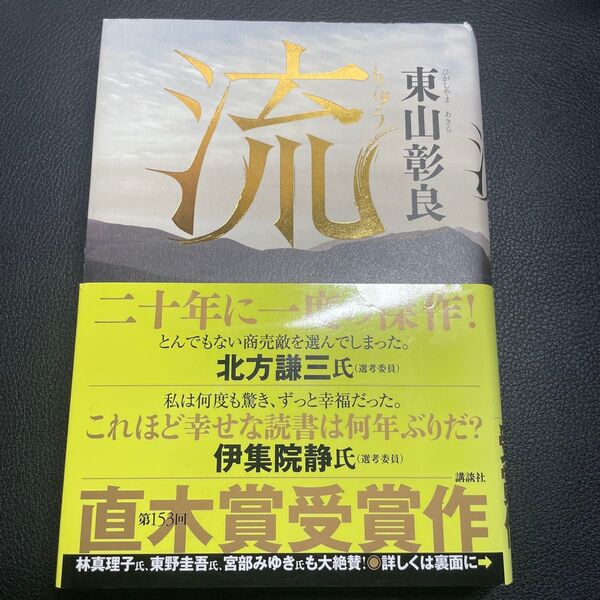 流
りゅう
東山彰良
ひがしやま あきら
二十年に一度の傑作!
とんでもない商売敵を選んでしまった。
北方謙三氏(選考委員)
私は何度も驚き、ずっと幸福だった。
これほど幸せな読書は何年ぶりだ?
伊集院静氏(選考委員)
講談社
第153回
直木賞受賞作
林真理子氏、東野圭吾氏、宮部みゆき氏も大絶賛!◉詳しくは裏面に➡